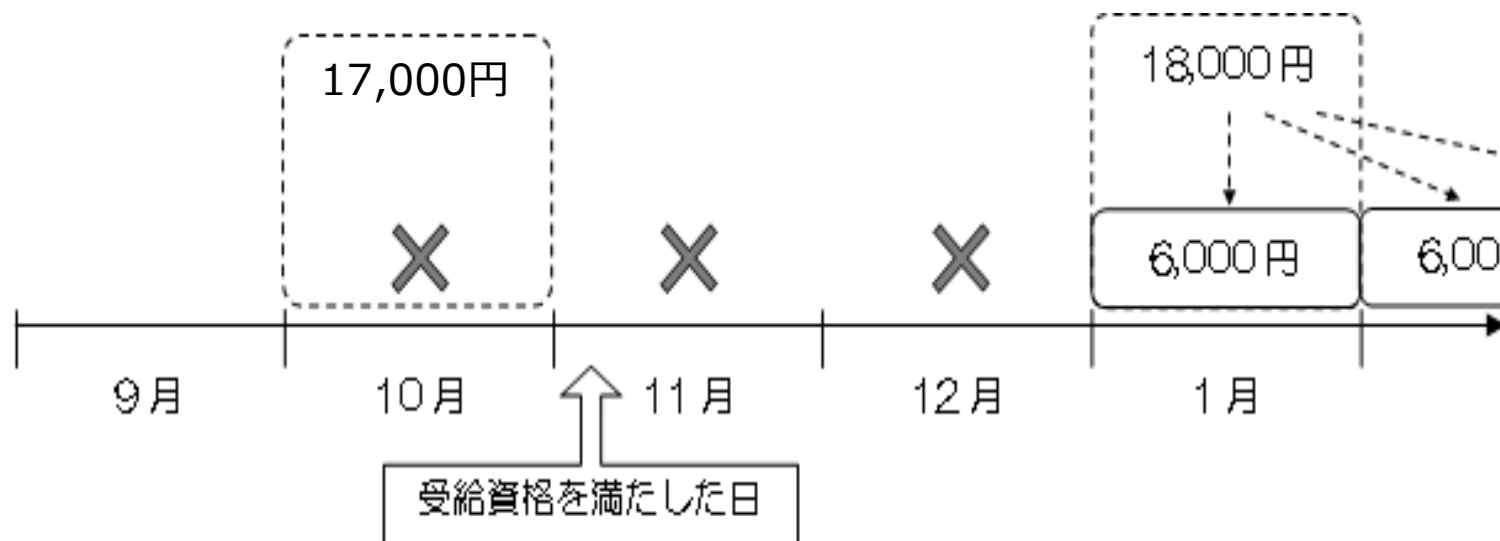 17,000円
18,000円
6,000円
6,00
9月
10月
11月
12月
1月
受給資格を満たした日